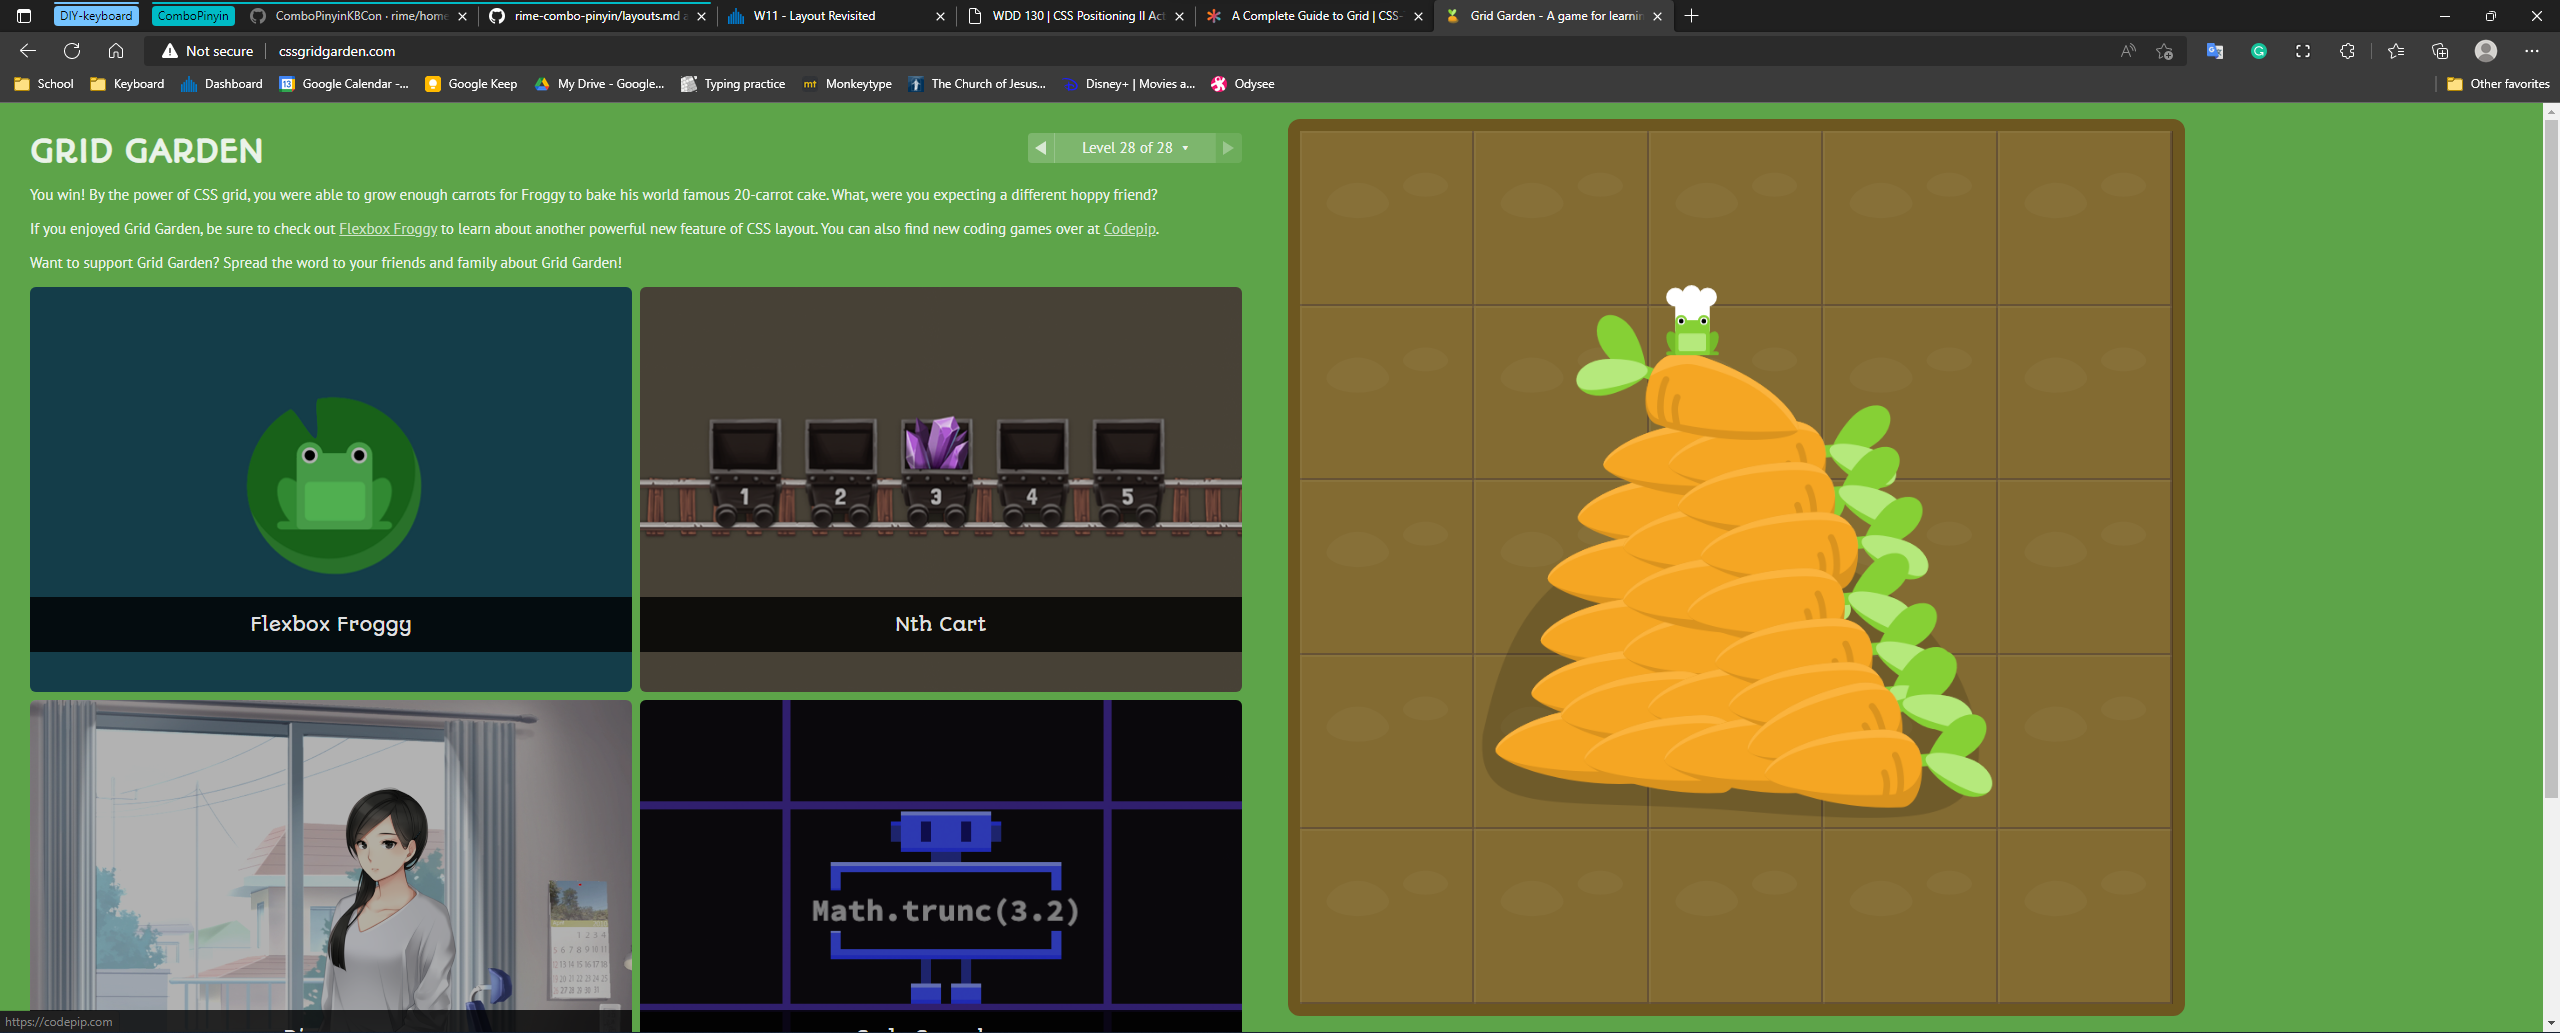 DIY-keyboard
ComboPinyin
ComboPinyinKBCon · rime/home
rime-combo-pinyin/layouts.md a
W11 - Layout Revisited
WDD 130 | CSS Positioning II Act
A Complete Guide to Grid | CSS-
Grid Garden - A game for learnin
Not secure
cssgridgarden.com
School
Keyboard
Dashboard
13
Google Calendar -...
Google Keep
My Drive - Google...
Typing practice
mt
Monkeytype
The Church of Jesus...
Disney+ | Movies a...
Odysee
Other favorites
GRID GARDEN
Level 28 of 28
You win! By the power of CSS grid, you were able to grow enough carrots for Froggy to bake his world famous 20-carrot cake. What, were you expecting a different hoppy friend?
If you enjoyed Grid Garden, be sure to check out Flexbox Froggy to learn about another powerful new feature of CSS layout. You can also find new coding games over at Codepip.
Want to support Grid Garden? Spread the word to your friends and family about Grid Garden!
Flexbox Froggy
1 2 3 4 5
Nth Cart
Math.trunc(3.2)
https://codepip.com